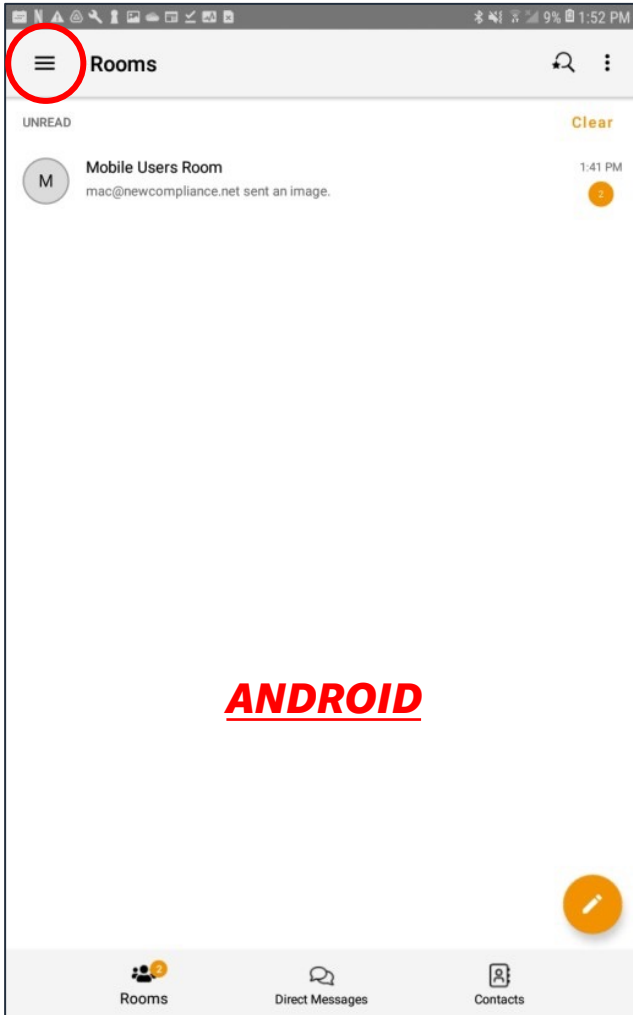 9% 1:52 PM
Rooms
UNREAD Clear
Mobile Users Room 1:41 PM
M
mac@newcompliance.net sent an image.
2
ANDROID
2
Rooms Direct Messages Contacts